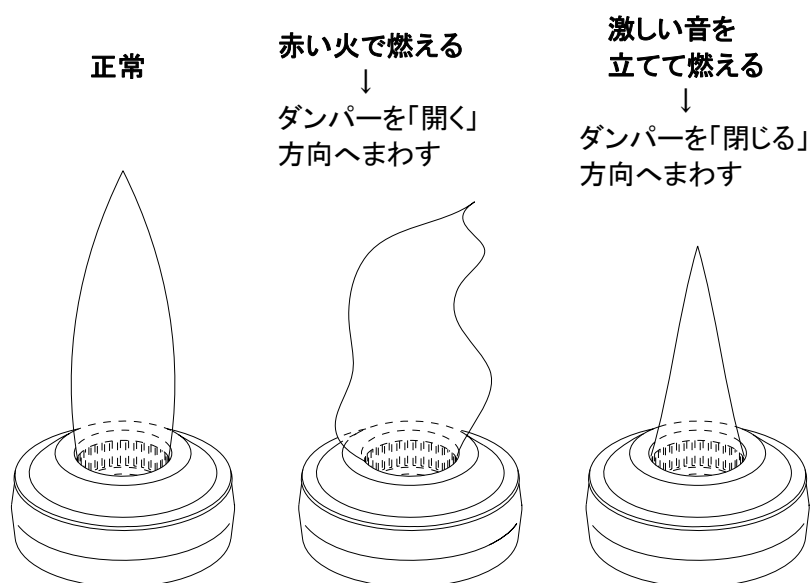 正常
赤い火で燃える
↓
ダンパーを「開く」
方向へまわす
激しい音を
立てて燃える
↓
ダンパーを「閉じる」
方向へまわす